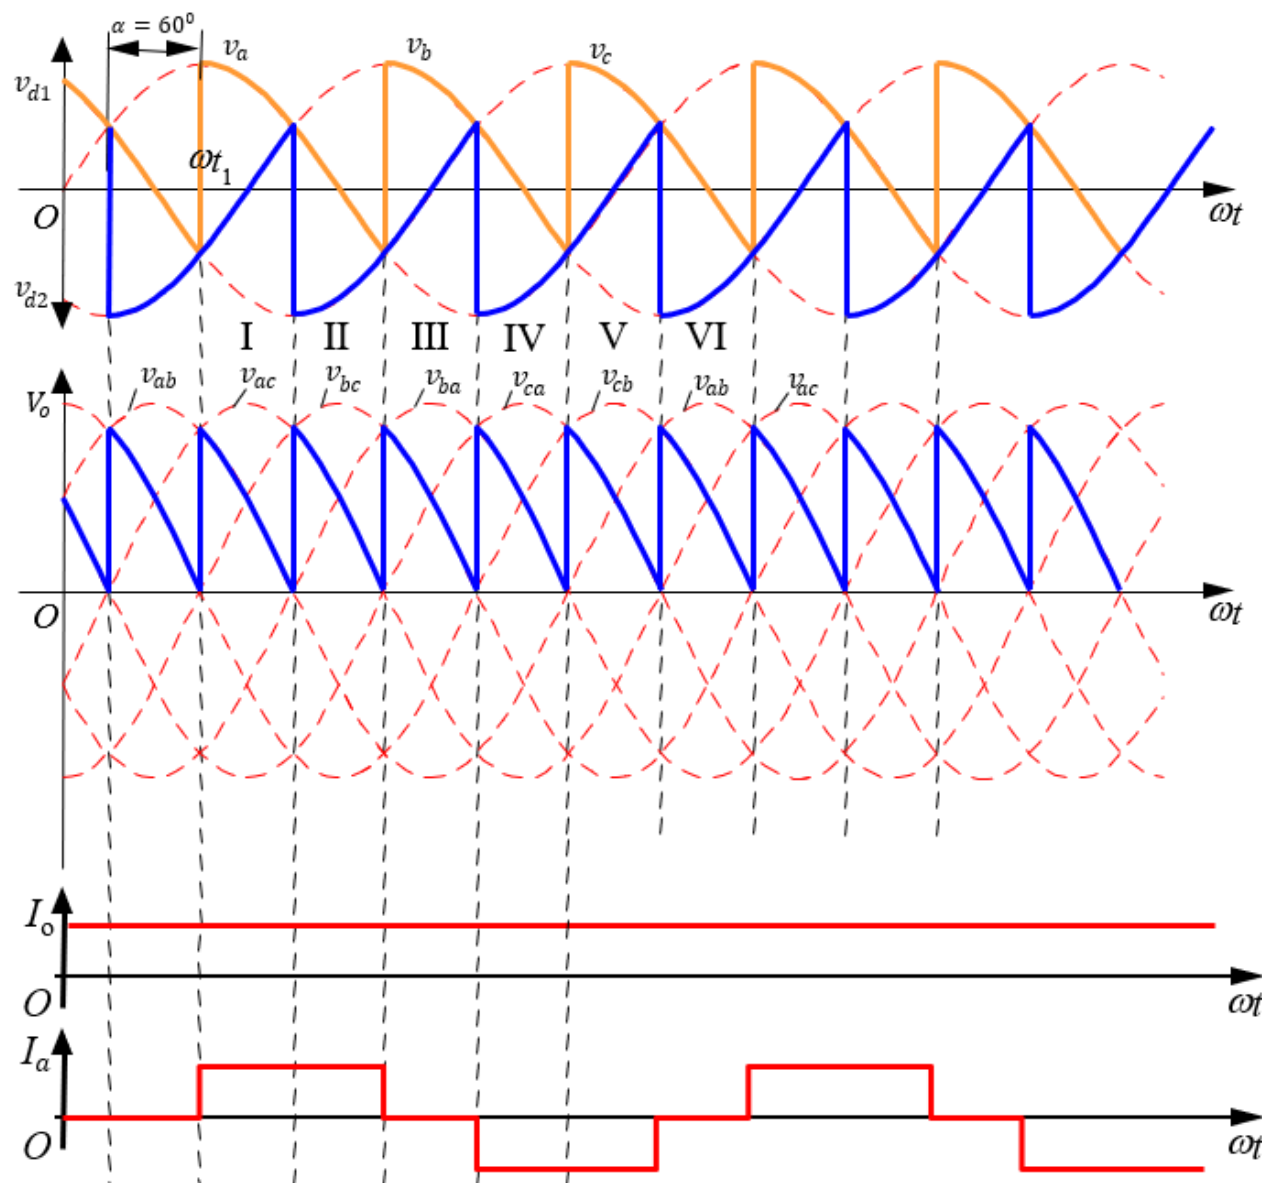 α = 60⁰
v_a v_b v_c
v_d1
ωt₁
O ωt
v_d2
I II III IV V VI
v_ab v_ac v_bc v_ba v_ca v_cb v_ab v_ac
V_o
O ωt
I_o
O ωt
I_a
O ωt